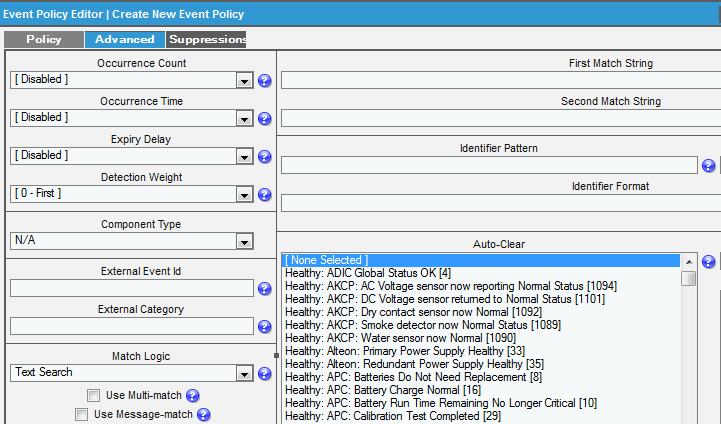 Event Policy Editor | Create New Event Policy
Policy
Advanced
Suppressions
Occurrence Count
[ Disabled ]
Occurrence Time
[ Disabled ]
Expiry Delay
[ Disabled ]
Detection Weight
[ 0 - First ]
Component Type
N/A
External Event Id
External Category
Match Logic
Text Search
Use Multi-match
Use Message-match
First Match String
Second Match String
Identifier Pattern
Identifier Format
Auto-Clear
[ None Selected ]
Healthy: ADIC Global Status OK [4]
Healthy: AKCP: AC Voltage sensor now reporting Normal Status [1094]
Healthy: AKCP: DC Voltage sensor returned to Normal Status [1101]
Healthy: AKCP: Dry contact sensor now Normal [1092]
Healthy: AKCP: Smoke detector now Normal Status [1089]
Healthy: AKCP: Water sensor now Normal [1090]
Healthy: Alteon: Primary Power Supply Healthy [33]
Healthy: Alteon: Redundant Power Supply Healthy [35]
Healthy: APC: Batteries Do Not Need Replacement [8]
Healthy: APC: Battery Charge Normal [16]
Healthy: APC: Battery Run Time Remaining No Longer Critical [10]
Healthy: APC: Calibration Test Completed [29]